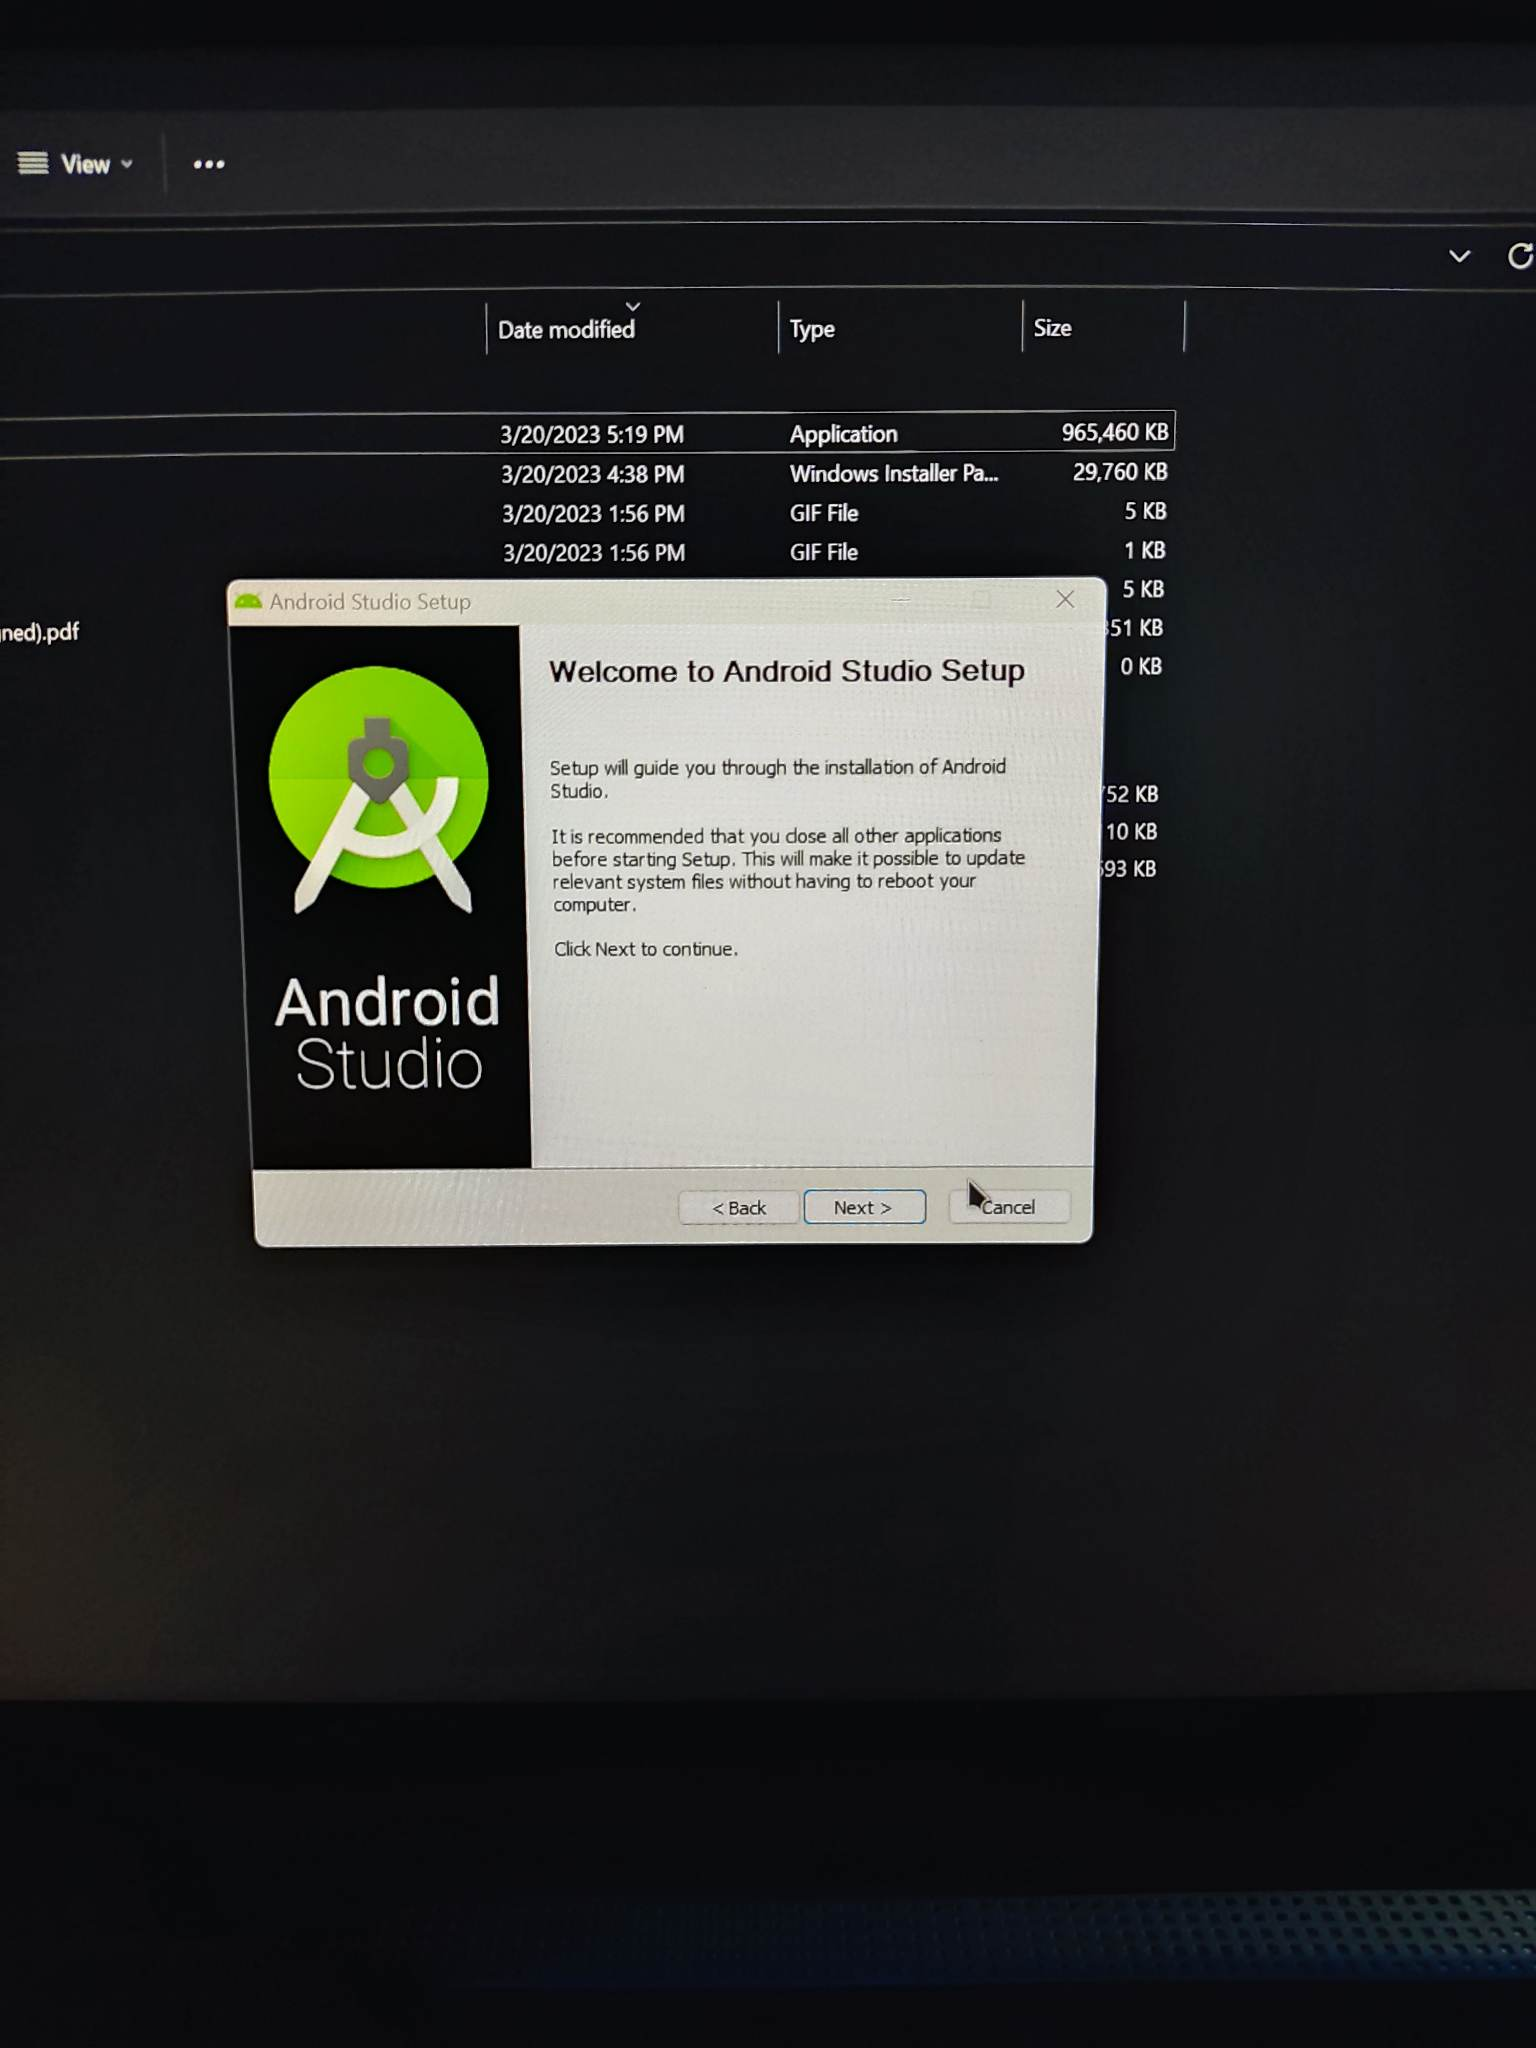 View
Date modified
Type
Size
3/20/2023 5:19 PM Application 965,460 KB
3/20/2023 4:38 PM Windows Installer Pa... 29,760 KB
3/20/2023 1:56 PM GIF File 5 KB
3/20/2023 1:56 PM GIF File 1 KB
5 KB
ned).pdf
51 KB
0 KB
52 KB
10 KB
93 KB
Android Studio Setup
Android
Studio
Welcome to Android Studio Setup
Setup will guide you through the installation of Android
Studio.
It is recommended that you close all other applications
before starting Setup. This will make it possible to update
relevant system files without having to reboot your
computer.
Click Next to continue.
< Back
Next >
Cancel